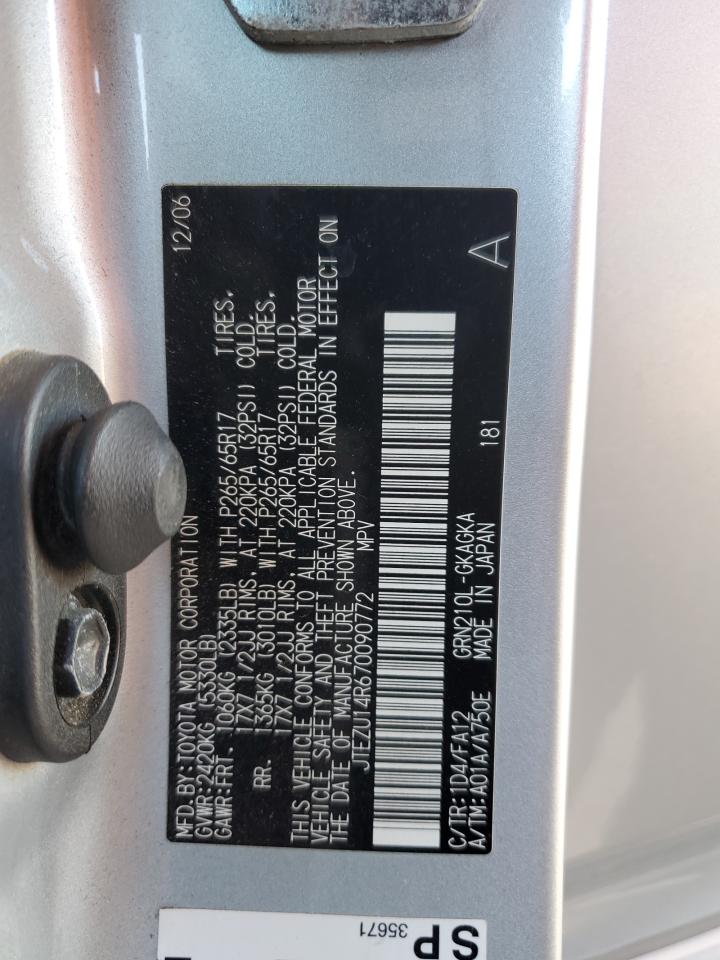 MFD. BY: TOYOTA MOTOR CORPORATION 12/06
GVWR: 2420KG (5330LB)
GAWR: FRT. 1060KG (2335LB) WITH P265/65R17 TIRES,
17X7 1/2JJ RIMS, AT 220KPA (32PSI) COLD.
RR. 1365KG (3010LB) WITH P265/65R17 TIRES,
17X7 1/2JJ RIMS, AT 220KPA (32PSI) COLD.
THIS VEHICLE CONFORMS TO ALL APPLICABLE FEDERAL MOTOR
VEHICLE SAFETY AND THEFT PREVENTION STANDARDS IN EFFECT ON
THE DATE OF MANUFACTURE SHOWN ABOVE.
JTEZU14R670090772 MPV
C/TR: 1D4/FA12 GRN210L-GKAGKA 181
A/TM: A01A/A750E MADE IN JAPAN A
SP
35671